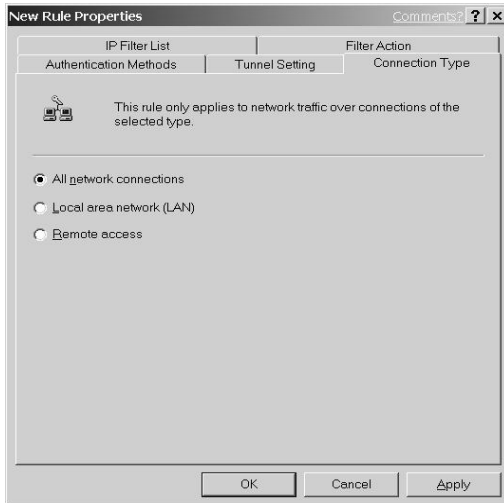 New Rule Properties Comments? ? x
IP Filter List Filter Action
Authentication Methods Tunnel Setting Connection Type
This rule only applies to network traffic over connections of the
selected type.
All network connections
Local area network (LAN)
Remote access
OK Cancel Apply